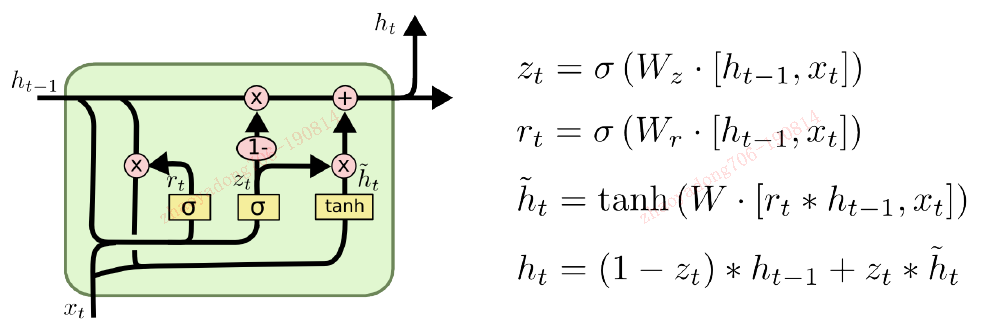 h_t
h_{t-1}
x
+
1-
x
r_t
z_t
x
h̃_t
σ
σ
tanh
x_t
z_t = σ (W_z · [h_{t-1}, x_t])
r_t = σ (W_r · [h_{t-1}, x_t])
h̃_t = tanh (W · [r_t * h_{t-1}, x_t])
h_t = (1 − z_t) * h_{t-1} + z_t * h̃_t